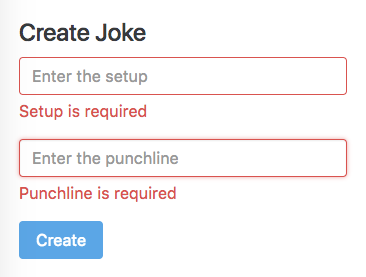 Create Joke
Enter the setup
Setup is required
Enter the punchline
Punchline is required
Create